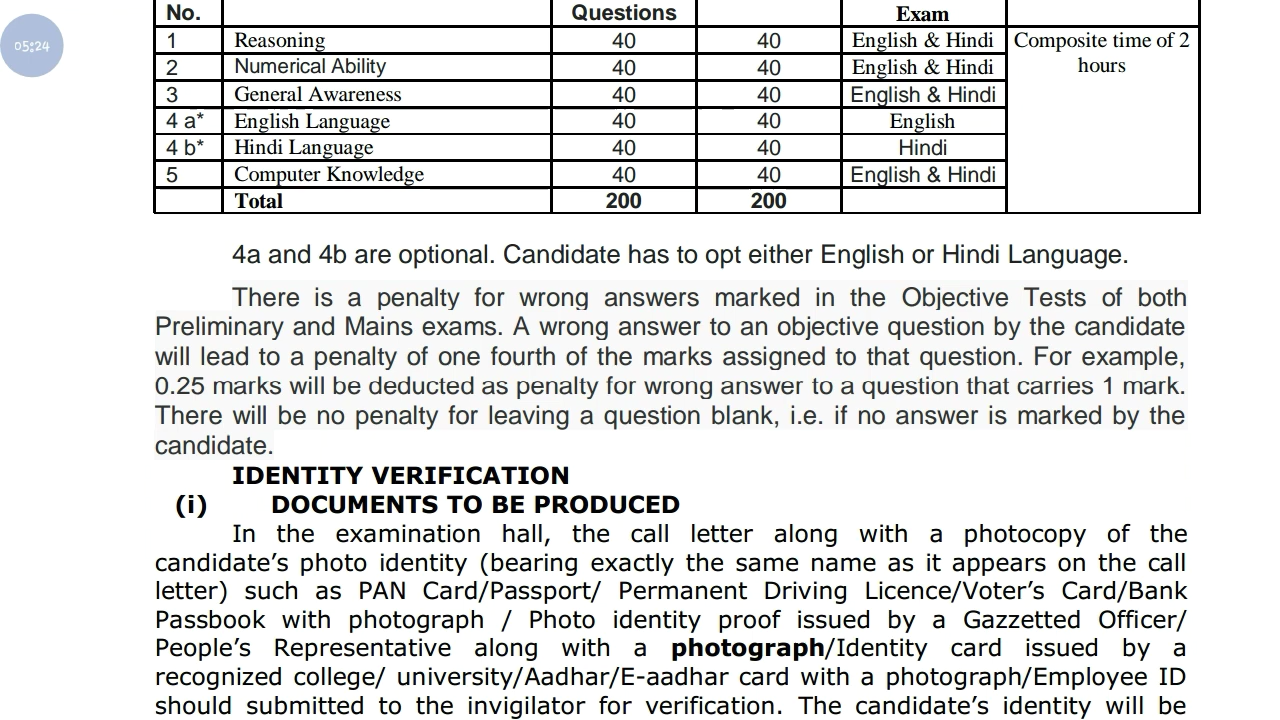 05:24
No. Questions Exam
1 Reasoning 40 40 English & Hindi Composite time of 2
2 Numerical Ability 40 40 English & Hindi hours
3 General Awareness 40 40 English & Hindi
4 a* English Language 40 40 English
4 b* Hindi Language 40 40 Hindi
5 Computer Knowledge 40 40 English & Hindi
Total 200 200
4a and 4b are optional. Candidate has to opt either English or Hindi Language.
There is a penalty for wrong answers marked in the Objective Tests of both
Preliminary and Mains exams. A wrong answer to an objective question by the candidate
will lead to a penalty of one fourth of the marks assigned to that question. For example,
0.25 marks will be deducted as penalty for wrong answer to a question that carries 1 mark.
There will be no penalty for leaving a question blank, i.e. if no answer is marked by the
candidate.
IDENTITY VERIFICATION
(i) DOCUMENTS TO BE PRODUCED
In the examination hall, the call letter along with a photocopy of the
candidate’s photo identity (bearing exactly the same name as it appears on the call
letter) such as PAN Card/Passport/ Permanent Driving Licence/Voter’s Card/Bank
Passbook with photograph / Photo identity proof issued by a Gazzetted Officer/
People’s Representative along with a photograph/Identity card issued by a
recognized college/ university/Aadhar/E-aadhar card with a photograph/Employee ID
should submitted to the invigilator for verification. The candidate’s identity will be